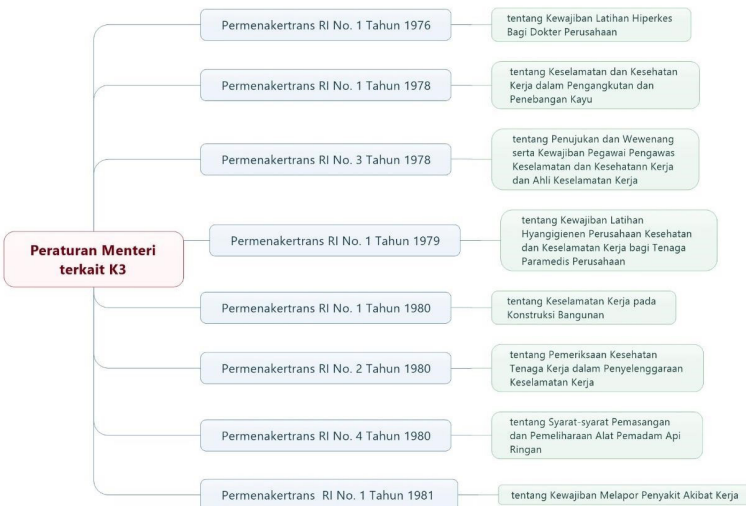 Peraturan Menteri
terkait K3
Permenakertrans RI No. 1 Tahun 1976
tentang Kewajiban Latihan Hiperkes
Bagi Dokter Perusahaan
Permenakertrans RI No. 1 Tahun 1978
tentang Keselamatan dan Kesehatan
Kerja dalam Pengangkutan dan
Penebangan Kayu
Permenakertrans RI No. 3 Tahun 1978
tentang Penujukan dan Wewenang
serta Kewajiban Pegawai Pengawas
Keselamatan dan Kesehatann Kerja
dan Ahli Keselamatan Kerja
Permenakertrans RI No. 1 Tahun 1979
tentang Kewajiban Latihan
Hyangigienen Perusahaan Kesehatan
dan Keselamatan Kerja bagi Tenaga
Paramedis Perusahaan
Permenakertrans RI No. 1 Tahun 1980
tentang Keselamatan Kerja pada
Konstruksi Bangunan
Permenakertrans RI No. 2 Tahun 1980
tentang Pemeriksaan Kesehatan
Tenaga Kerja dalam Penyelenggaraan
Keselamatan Kerja
Permenakertrans RI No. 4 Tahun 1980
tentang Syarat-syarat Pemasangan
dan Pemeliharaan Alat Pemadam Api
Ringan
Permenakertrans RI No. 1 Tahun 1981
tentang Kewajiban Melapor Penyakit Akibat Kerja